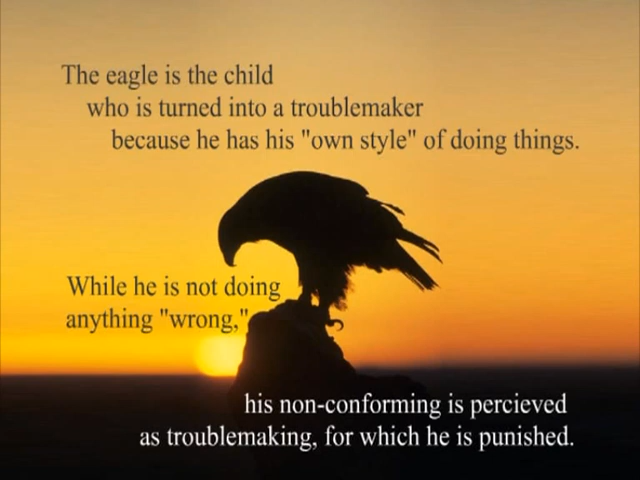 The eagle is the child
who is turned into a troublemaker
because he has his "own style" of doing things.
While he is not doing
anything "wrong,"
his non-conforming is percieved
as troublemaking, for which he is punished.